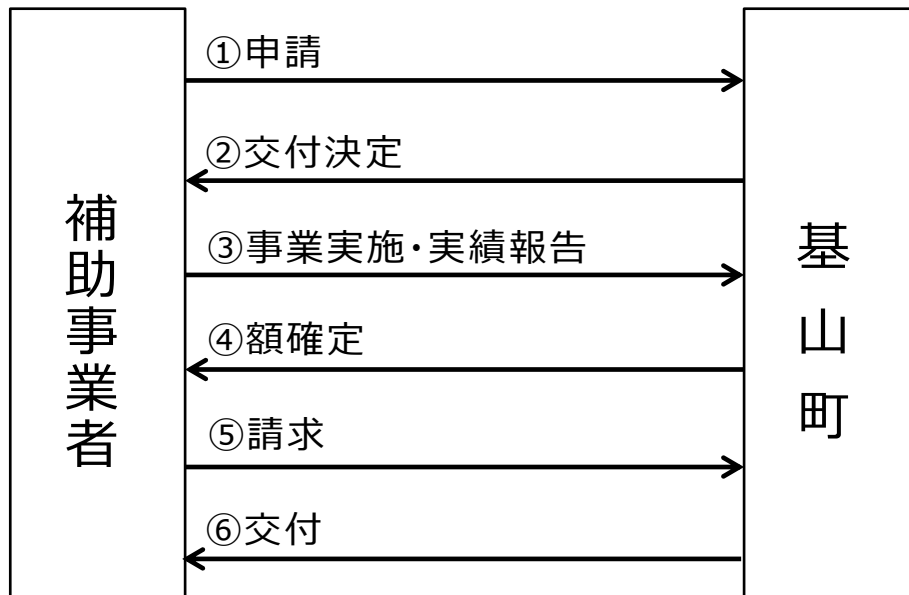 補助事業者
①申請
②交付決定
③事業実施・実績報告
④額確定
⑤請求
⑥交付
基山町